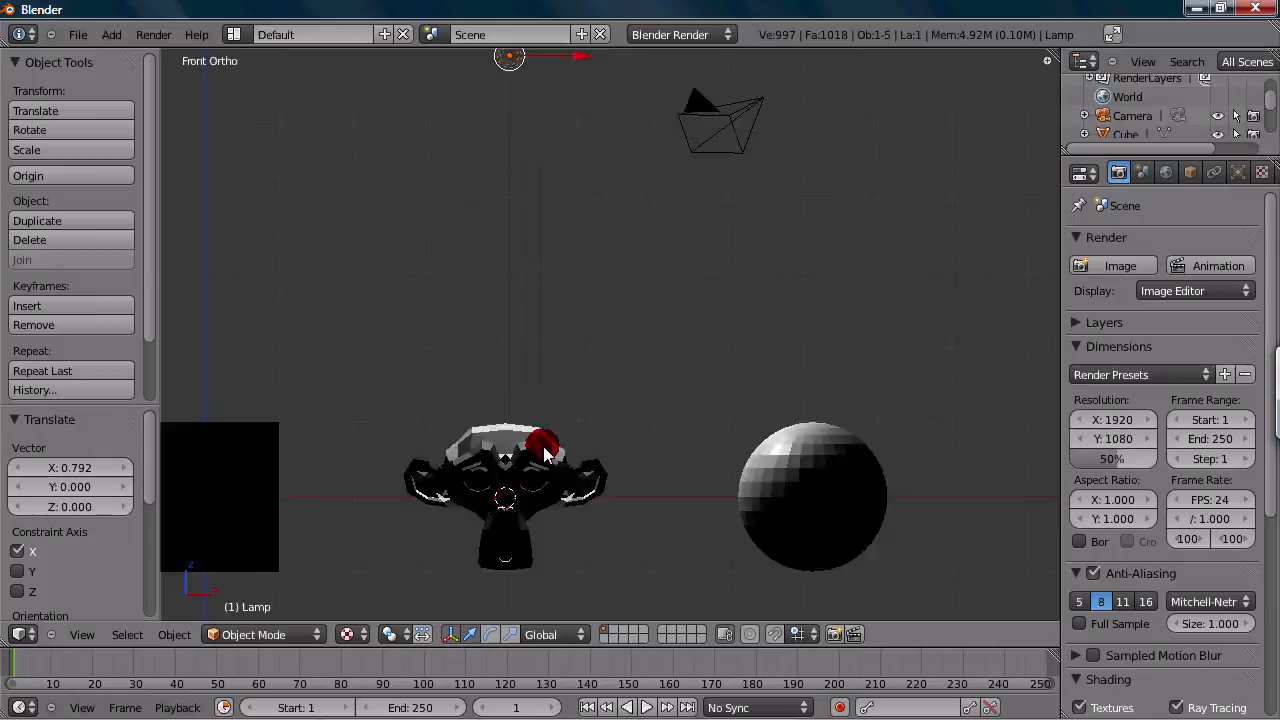 Blender
File Add Render Help Default Scene Blender Render Ve:997 | Fa:1018 | Ob:1-5 | La:1 | Mem:4.92M (0.10M) | Lamp
Object Tools
Front Ortho
View Search All Scenes
RenderLayers
World
Camera
Cube
Transform:
Translate
Rotate
Scale
Origin
Object:
Duplicate
Delete
Join
Keyframes:
Insert
Remove
Repeat:
Repeat Last
History...
Translate
Vector
X: 0.792
Y: 0.000
Z: 0.000
Constraint Axis
X
Y
Z
Orientation
z
x
(1) Lamp
View Select Object Object Mode Global
Scene
Render
Image Animation
Display: Image Editor
Layers
Dimensions
Render Presets
Resolution: Frame Range:
X: 1920 Start: 1
Y: 1080 End: 250
50% Step: 1
Aspect Ratio: Frame Rate:
X: 1.000 FPS: 24
Y: 1.000 /: 1.000
Bor Cro 100 100
Anti-Aliasing
5 8 11 16 Mitchell-Netr
Full Sample Size: 1.000
Sampled Motion Blur
Shading
Textures Ray Tracing
10 20 30 40 50 60 70 80 90 100 110 120 130 140 150 160 170 180 190 200 210 220 230 240 250
View Frame Playback Start: 1 End: 250 1 No Sync